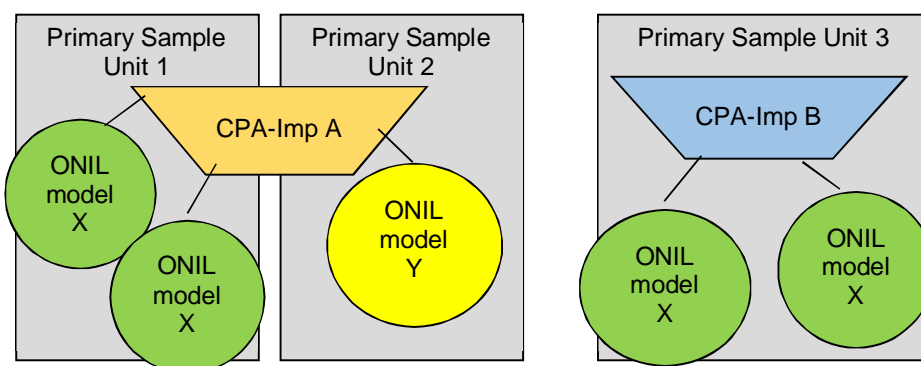 Primary Sample
Unit 1
Primary Sample
Unit 2
Primary Sample Unit 3
CPA-Imp A
CPA-Imp B
ONIL
model
X
ONIL
model
X
ONIL
model
Y
ONIL
model
X
ONIL
model
X